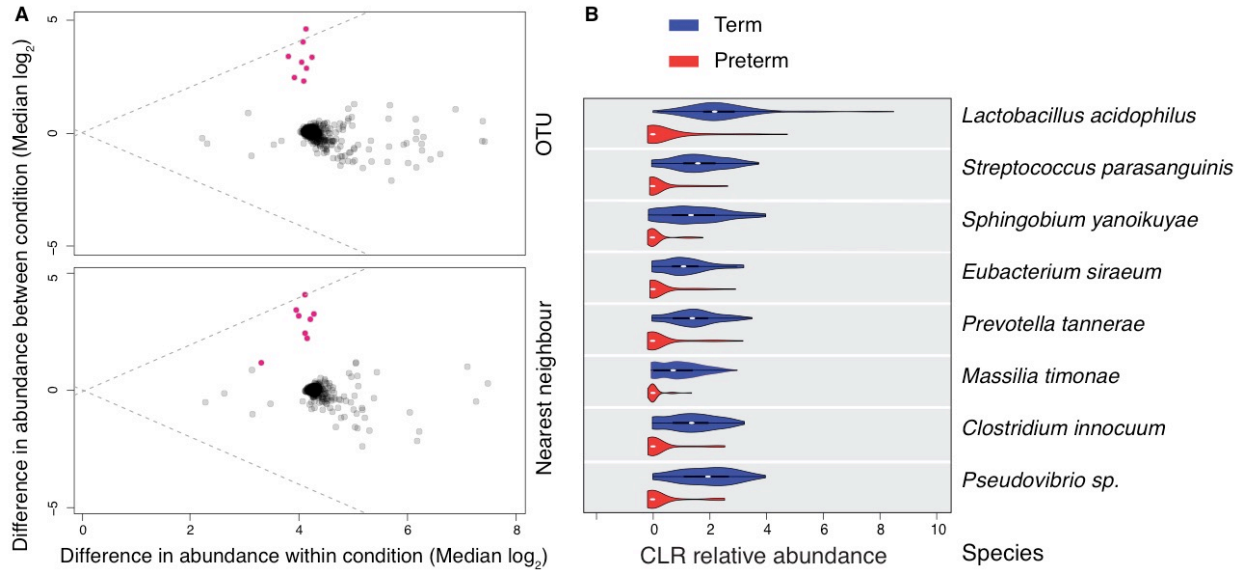 A
Difference in abundance between condition (Median log2)
5
0
−5
OTU
5
0
−5
Nearest neighbour
0 2 4 6 8
Difference in abundance within condition (Median log2)
B
Term
Preterm
Lactobacillus acidophilus
Streptococcus parasanguinis
Sphingobium yanoikuyae
Eubacterium siraeum
Prevotella tannerae
Massilia timonae
Clostridium innocuum
Pseudovibrio sp.
0 2 4 6 8 10
CLR relative abundance
Species